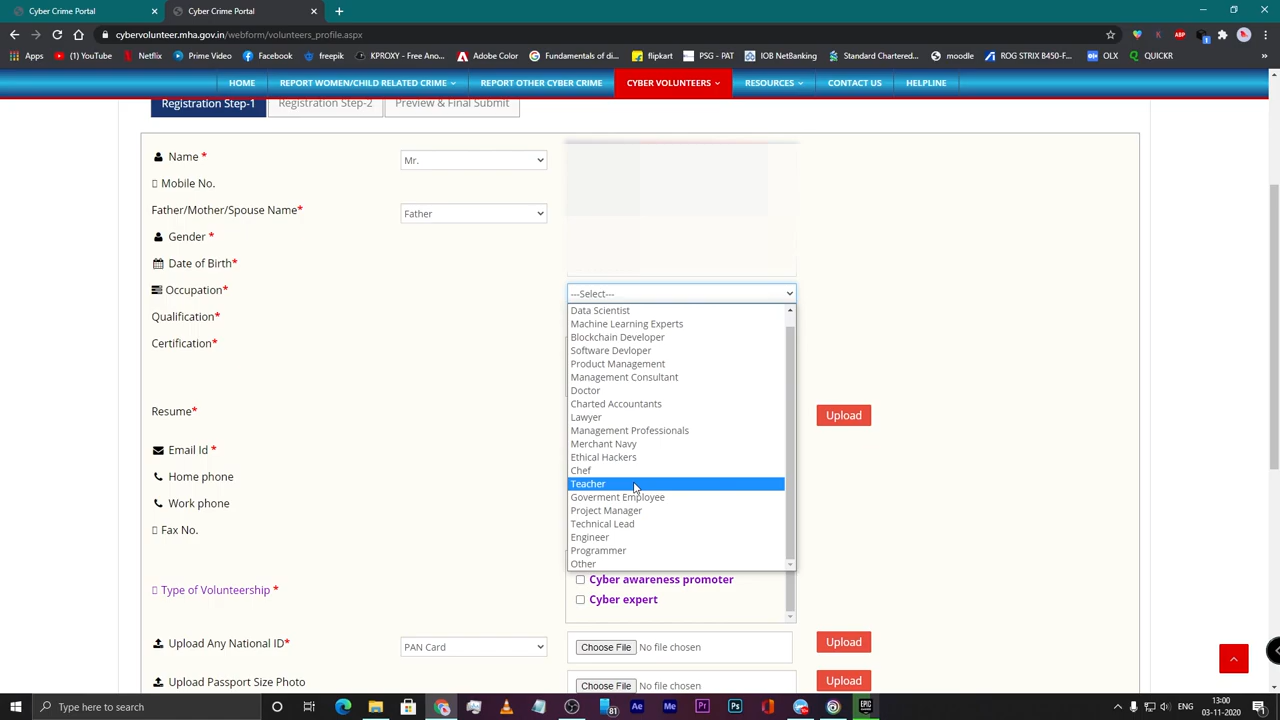 Cyber Crime Portal
Cyber Crime Portal
cybervolunteer.mha.gov.in/webform/volunteers_profile.aspx
Apps Netflix Prime Video Facebook freepik KPROXY - Free Ano... Adobe Color Fundamentals of di... flipkart PSG - PAT IOB NetBanking Standard Chartered... moodle ROG STRIX B450-F... OLX QUICKR
HOME REPORT WOMEN/CHILD RELATED CRIME REPORT OTHER CYBER CRIME CYBER VOLUNTEERS RESOURCES CONTACT US HELPLINE
Registration Step-1 Registration Step-2 Preview & Final Submit
Name * Mr.
Mobile No.
Father/Mother/Spouse Name* Father
Gender *
Date of Birth*
Occupation* ---Select---
Data Scientist
Qualification*
Machine Learning Experts
Blockchain Developer
Certification*
Software Devloper
Product Management
Management Consultant
Doctor
Charted Accountants
Resume* Upload
Lawyer
Management Professionals
Merchant Navy
Email Id *
Ethical Hackers
Chef
Home phone
Teacher
Goverment Employee
Work phone
Project Manager
Technical Lead
Fax No.
Engineer
Programmer
Other
Cyber awareness promoter
Type of Volunteership *
Cyber expert
Upload Any National ID* PAN Card Choose File No file chosen Upload
Upload Passport Size Photo Choose File No file chosen Upload
Type here to search 81 ENG 13:00
03-11-2020